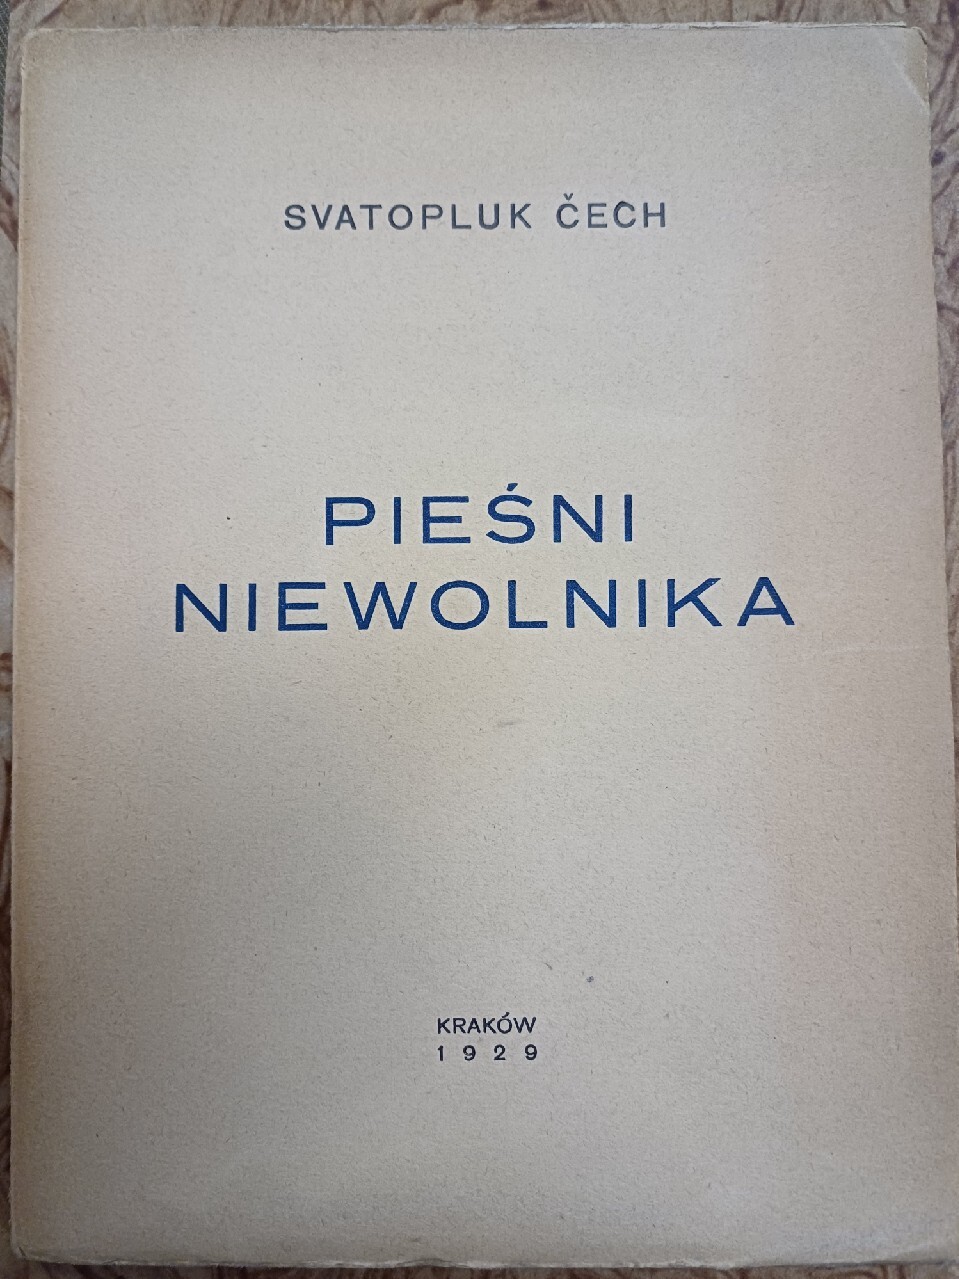 SVATOPLUK ČECH
PIEŚNI
NIEWOLNIKA
KRAKÓW
1929